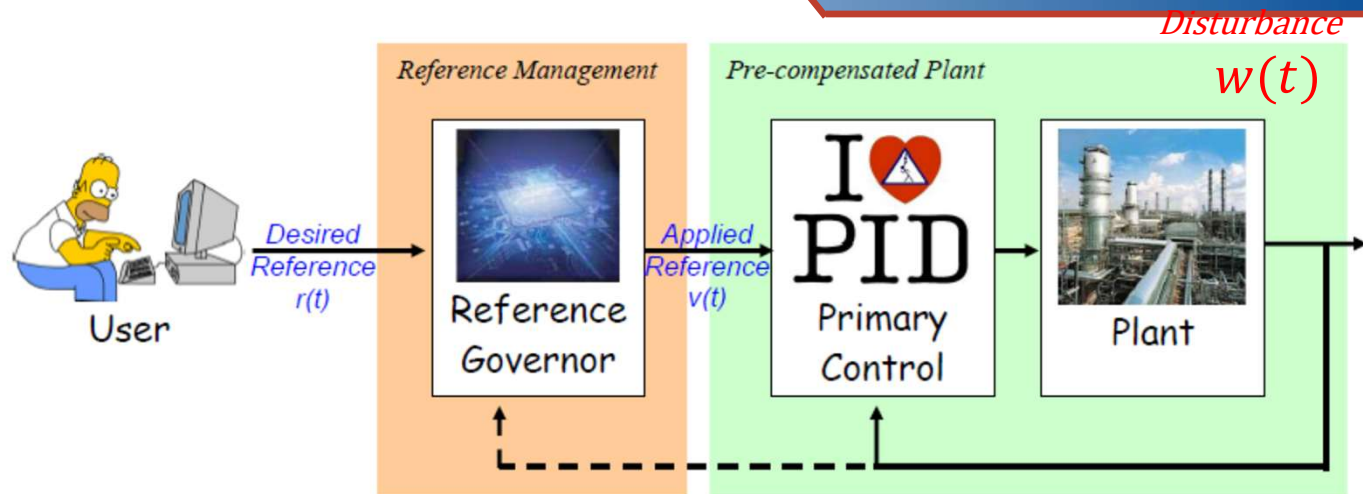 Disturbance
w(t)
Reference Management
Pre-compensated Plant
Desired
Reference
r(t)
Applied
Reference
v(t)
I
PID
User
Reference
Governor
Primary
Control
Plant